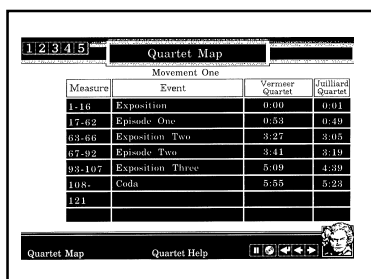 1 2 3 4 5
Quartet Map
Movement One
Measure Event Vermeer Quartet Juilliard Quartet
1-16 Exposition 0:00 0:01
17-62 Episode One 0:53 0:49
63-66 Exposition Two 3:27 3:05
67-92 Episode Two 3:41 3:19
93-107 Exposition Three 5:09 4:39
108- Coda 5:55 5:23
121
Quartet Map Quartet Help